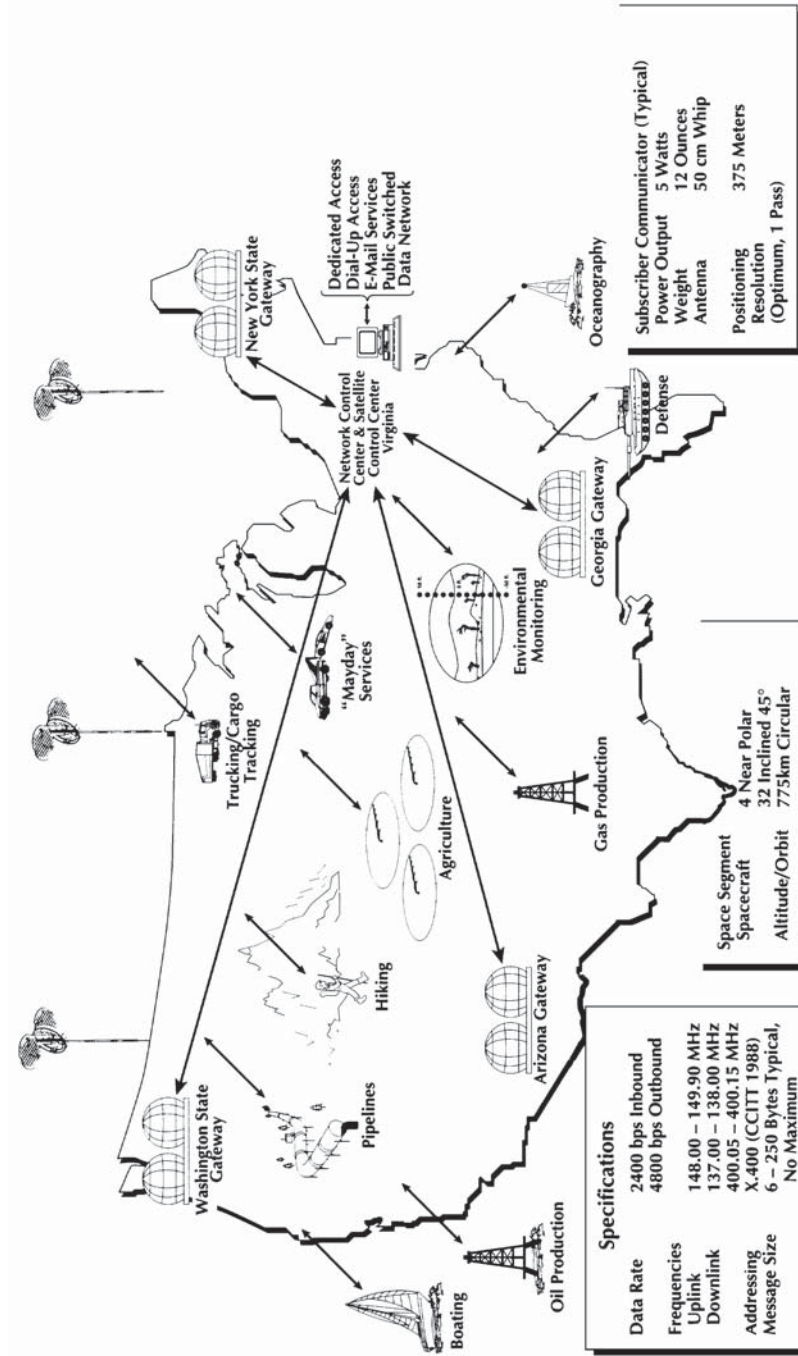 Washington State
Gateway
New York State
Gateway
Trucking/Cargo
Tracking
"Mayday"
Services
Network Control
Center & Satellite
Control Center
Virginia
Dedicated Access
Dial-Up Access
E-Mail Services
Public Switched
Data Network
Boating
Pipelines
Hiking
Agriculture
Environmental
Monitoring
Oceanography
Oil Production
Arizona Gateway
Gas Production
Georgia Gateway
Defense
Specifications
Data Rate 2400 bps Inbound
4800 bps Outbound
Frequencies
Uplink 148.00 – 149.90 MHz
Downlink 137.00 – 138.00 MHz
400.05 – 400.15 MHz
Addressing X.400 (CCITT 1988)
Message Size 6 – 250 Bytes Typical,
No Maximum
Space Segment
Spacecraft 4 Near Polar
32 Inclined 45°
Altitude/Orbit 775km Circular
Subscriber Communicator (Typical)
Power Output 5 Watts
Weight 12 Ounces
Antenna 50 cm Whip
Positioning 375 Meters
Resolution
(Optimum, 1 Pass)